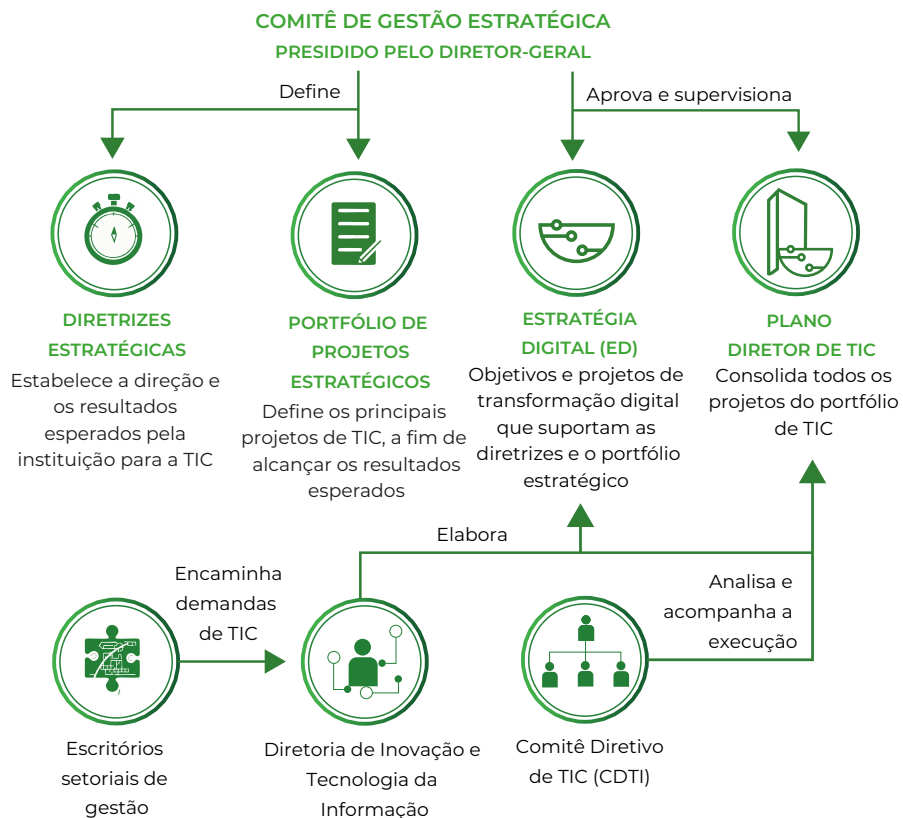 COMITÊ DE GESTÃO ESTRATÉGICA
PRESIDIDO PELO DIRETOR-GERAL
Define
Aprova e supervisiona
DIRETRIZES
ESTRATÉGICAS
Estabelece a direção e
os resultados
esperados pela
instituição para a TIC
PORTFÓLIO DE
PROJETOS
ESTRATÉGICOS
Define os principais
projetos de TIC, a fim de
alcançar os resultados
esperados
ESTRATÉGIA
DIGITAL (ED)
Objetivos e projetos de
transformação digital
que suportam as
diretrizes e o portfólio
estratégico
PLANO
DIRETOR DE TIC
Consolida todos os
projetos do portfólio
de TIC
Elabora
Encaminha
demandas
de TIC
Analisa e
acompanha a
execução
Escritórios
setoriais de
gestão
Diretoria de Inovação e
Tecnologia da
Informação
Comitê Diretivo
de TIC (CDTI)